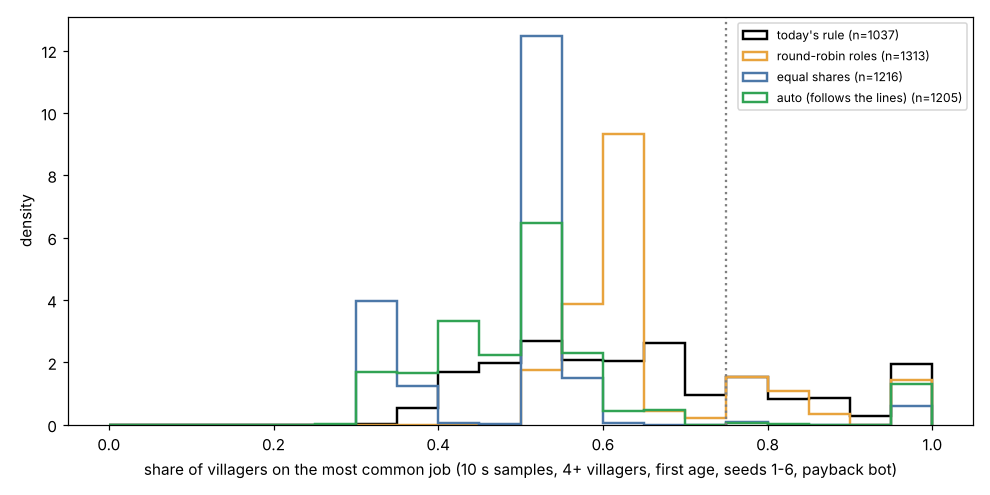 today's rule (n=1037)
round-robin roles (n=1313)
equal shares (n=1216)
auto (follows the lines) (n=1205)
density
12
10
8
6
4
2
0
0.0 0.2 0.4 0.6 0.8 1.0
share of villagers on the most common job (10 s samples, 4+ villagers, first age, seeds 1-6, payback bot)